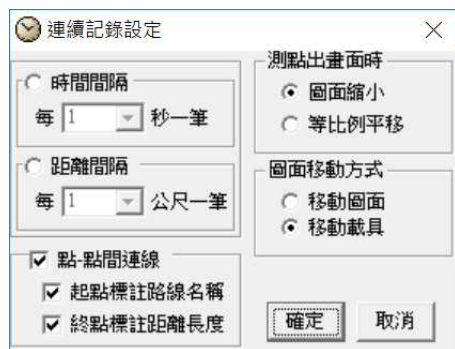 連續記錄設定
時間間隔
每 1 秒一筆
距離間隔
每 1 公尺一筆
點-點間連線
起點標註路線名稱
終點標註距離長度
測點出畫面時
圖面縮小
等比例平移
圖面移動方式
移動圖面
移動載具
確定
取消